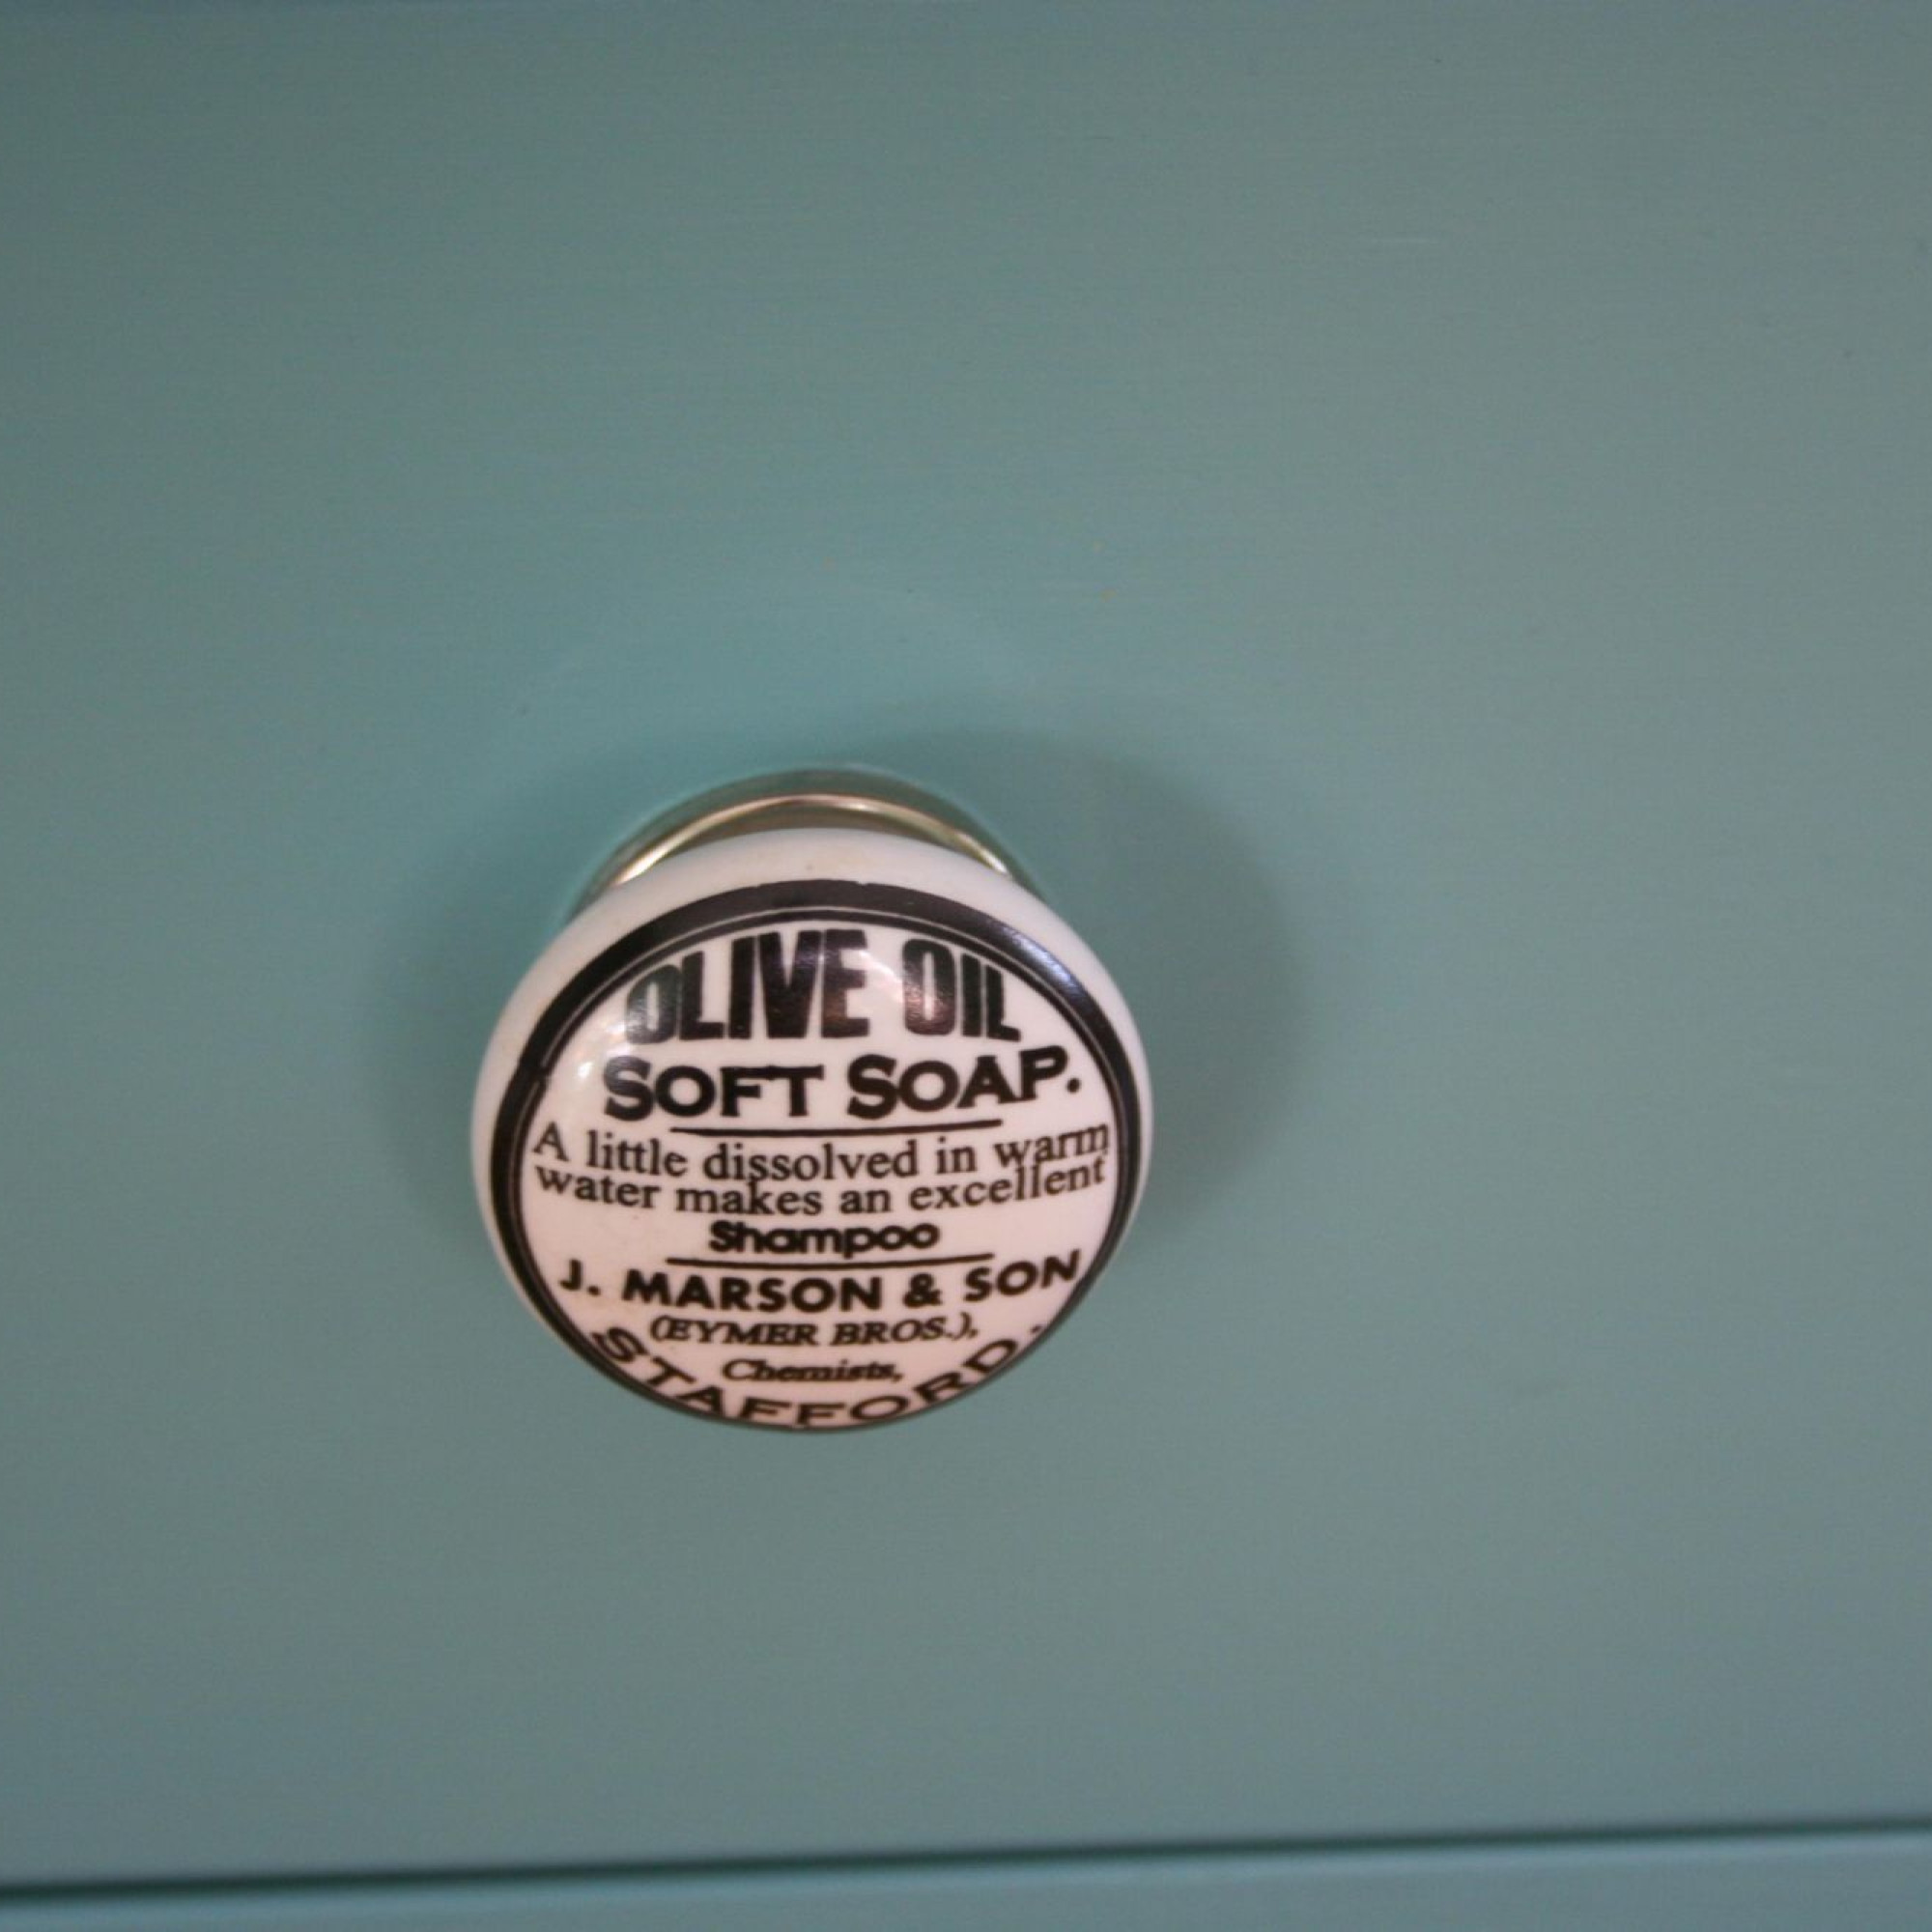 OLIVE OIL
SOFT SOAP.
A little dissolved in warm
water makes an excellent
Shampoo
J. MARSON & SON
(EYMER BROS.),
Chemists,
STAFFORD.